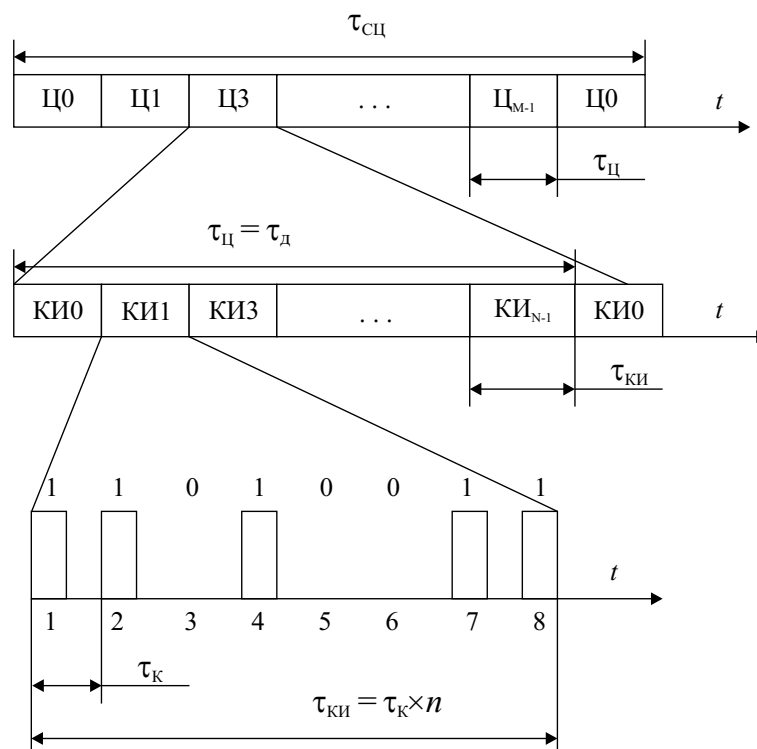 τСЦ
Ц0 Ц1 Ц3 . . . ЦM-1 Ц0 t
τЦ
τЦ = τд
КИ0 КИ1 КИ3 . . . КИN-1 КИ0 t
τКИ
1 1 0 1 0 0 1 1
t
1 2 3 4 5 6 7 8
τК
τКИ = τК×n